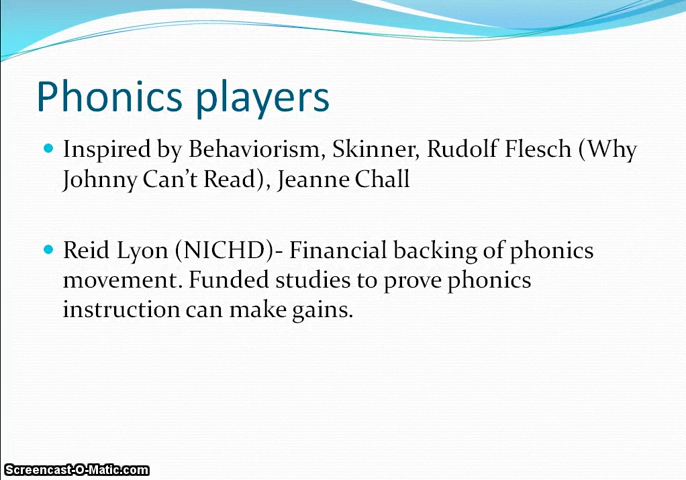 Phonics players
Inspired by Behaviorism, Skinner, Rudolf Flesch (Why
Johnny Can’t Read), Jeanne Chall
Reid Lyon (NICHD)- Financial backing of phonics
movement. Funded studies to prove phonics
instruction can make gains.
Screencast-O-Matic.com